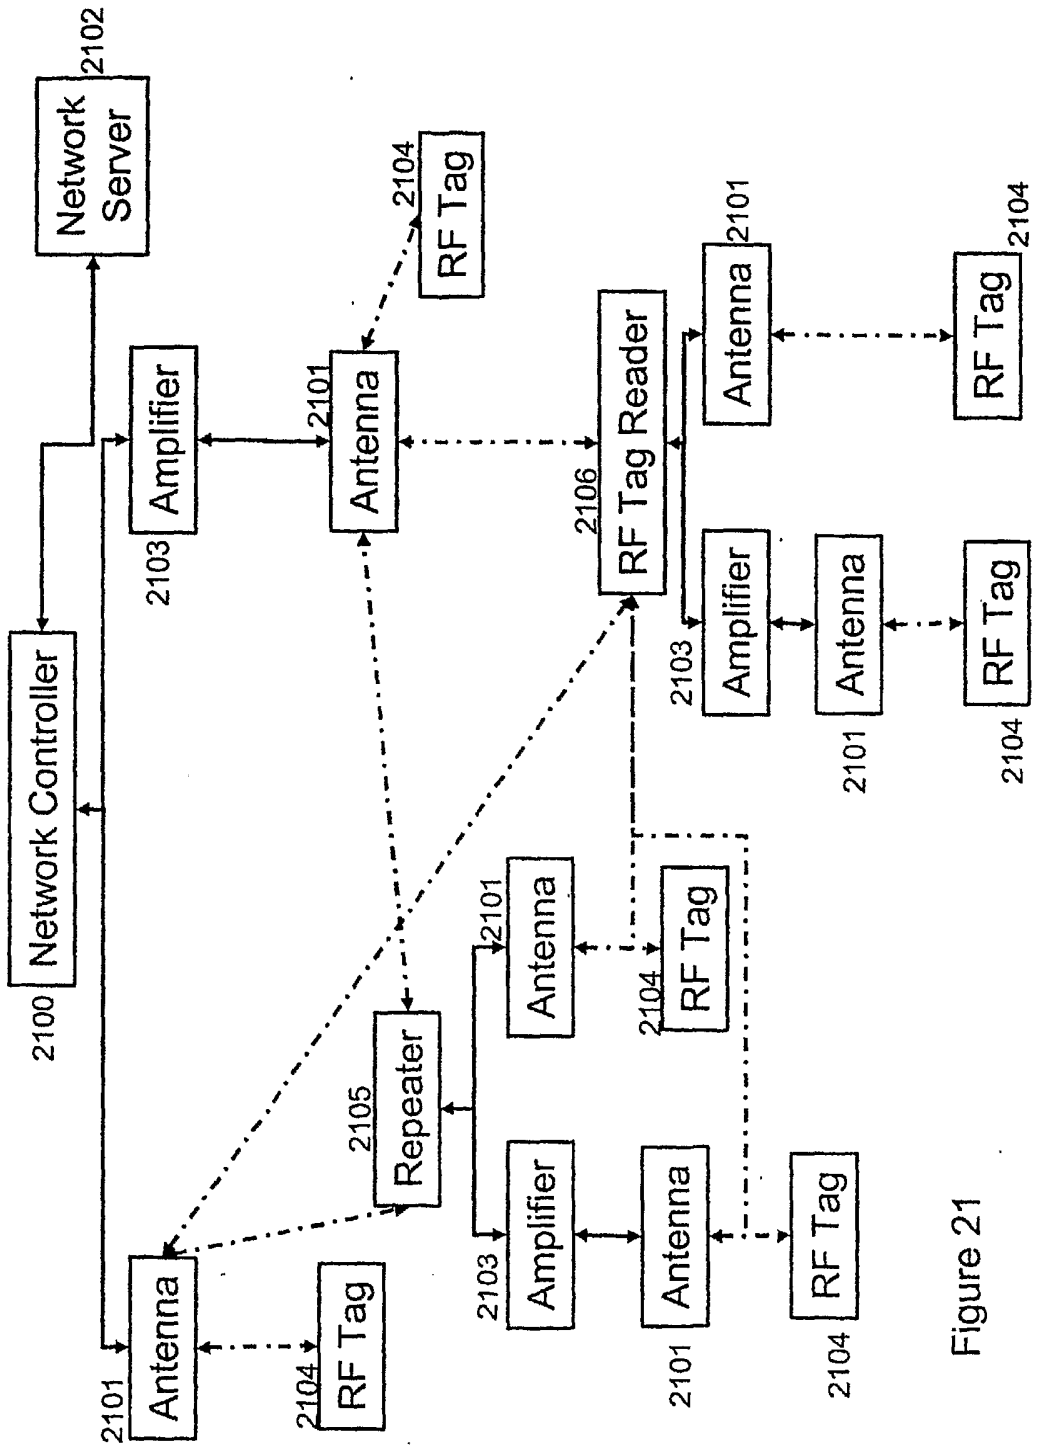 2102
Network
Server
2100
Network Controller
2103
Amplifier
2101
Antenna
2104
RF Tag
2101
Antenna
2104
RF Tag
2105
Repeater
2106
RF Tag Reader
2103
Amplifier
2101
Antenna
2101
Antenna
2104
RF Tag
2104
RF Tag
2103
Amplifier
2101
Antenna
2101
Antenna
2104
RF Tag
2104
RF Tag
Figure 21